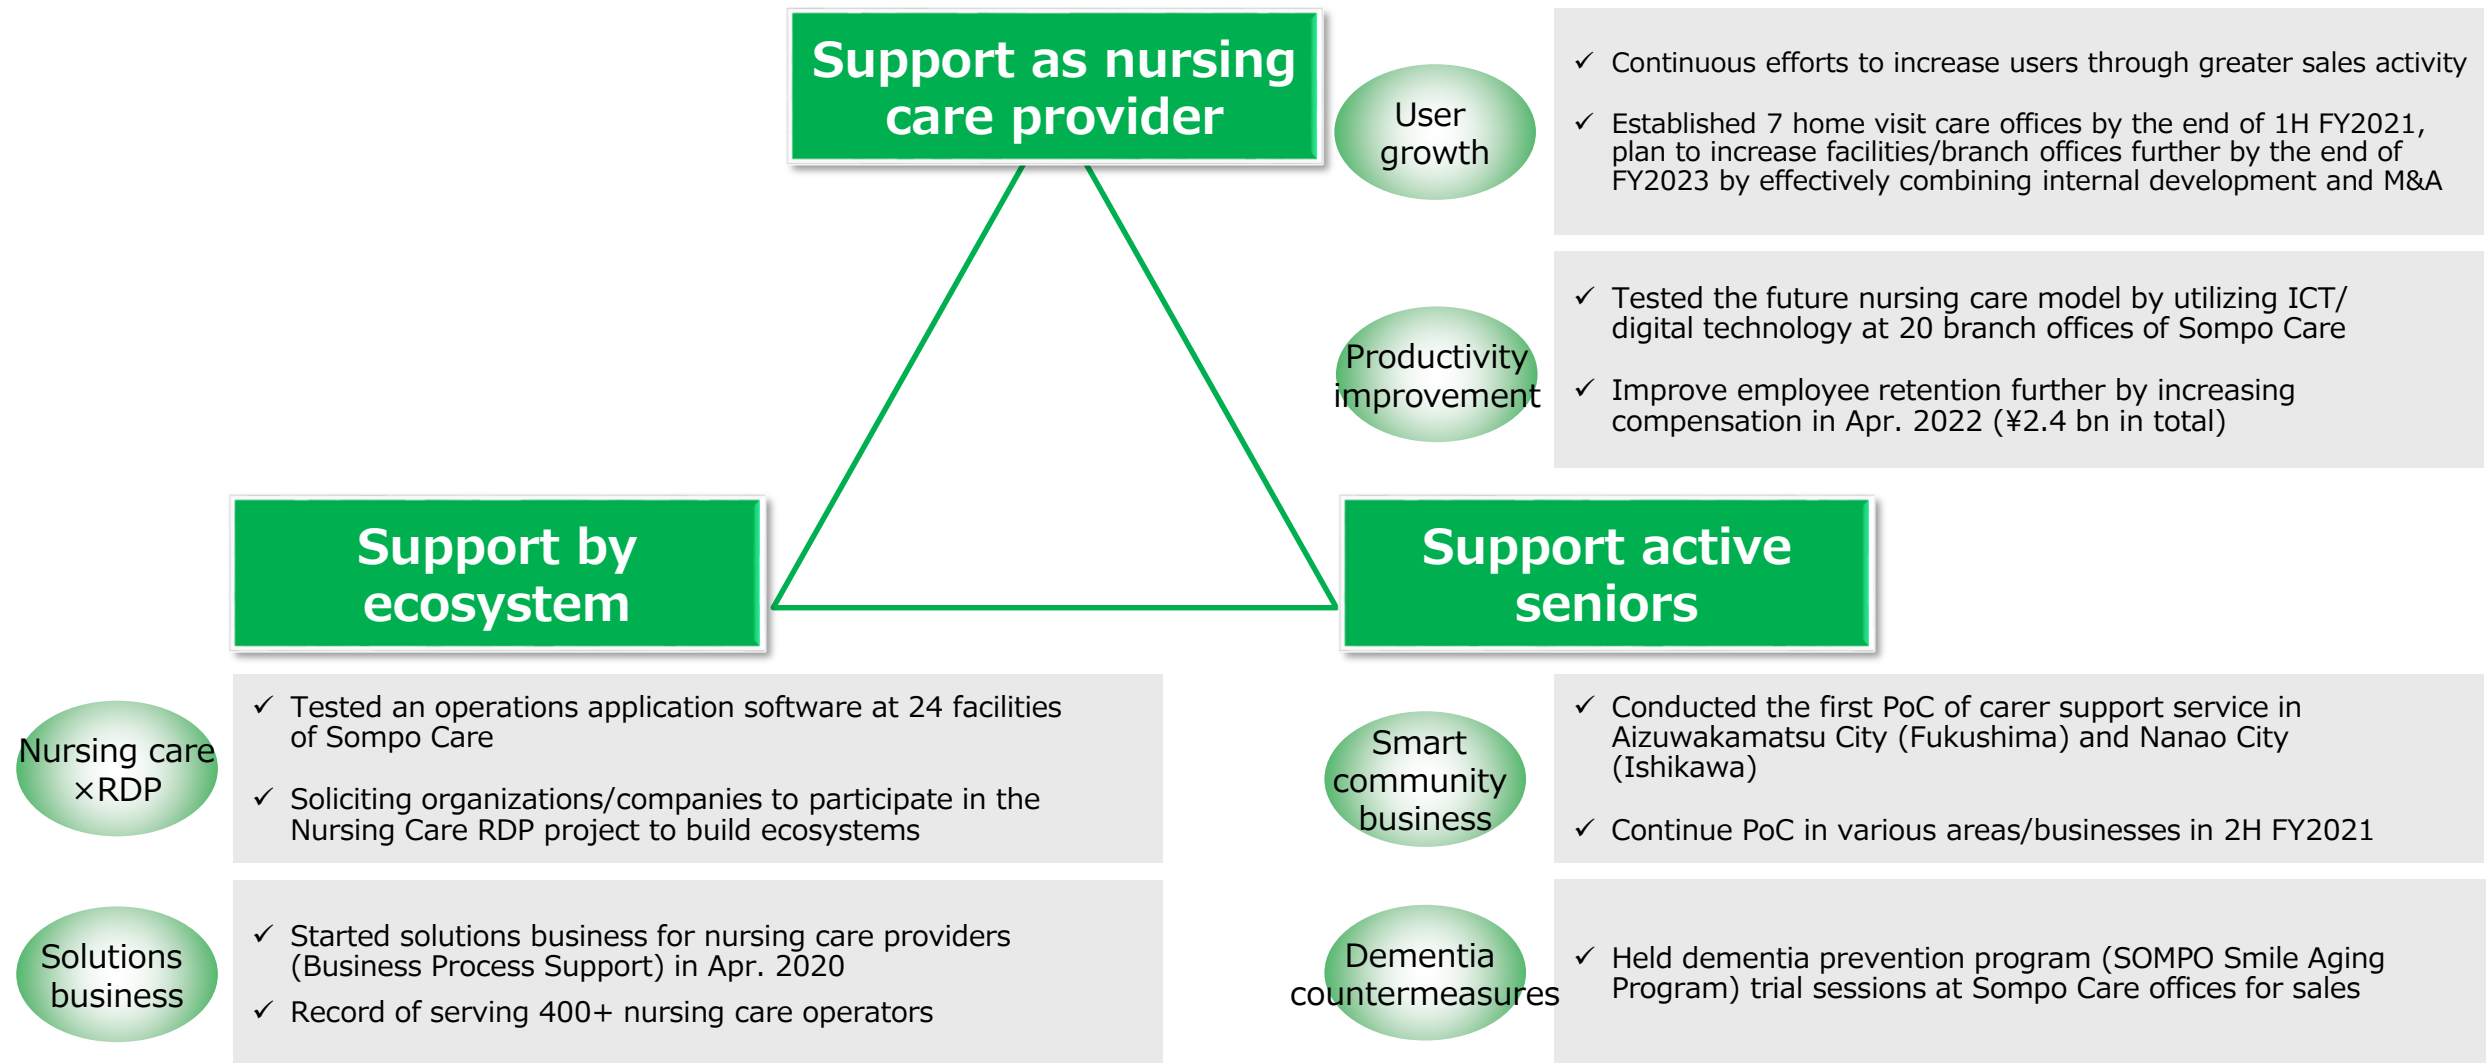 Support as nursing
care provider
User
growth
✓ Continuous efforts to increase users through greater sales activity
✓ Established 7 home visit care offices by the end of 1H FY2021,
plan to increase facilities/branch offices further by the end of
FY2023 by effectively combining internal development and M&A
Productivity
improvement
✓ Tested the future nursing care model by utilizing ICT/
digital technology at 20 branch offices of Sompo Care
✓ Improve employee retention further by increasing
compensation in Apr. 2022 (¥2.4 bn in total)
Support by
ecosystem
Nursing care
×RDP
✓ Tested an operations application software at 24 facilities
of Sompo Care
✓ Soliciting organizations/companies to participate in the
Nursing Care RDP project to build ecosystems
Solutions
business
✓ Started solutions business for nursing care providers
(Business Process Support) in Apr. 2020
✓ Record of serving 400+ nursing care operators
Support active
seniors
Smart
community
business
✓ Conducted the first PoC of carer support service in
Aizuwakamatsu City (Fukushima) and Nanao City
(Ishikawa)
✓ Continue PoC in various areas/businesses in 2H FY2021
Dementia
countermeasures
✓ Held dementia prevention program (SOMPO Smile Aging
Program) trial sessions at Sompo Care offices for sales